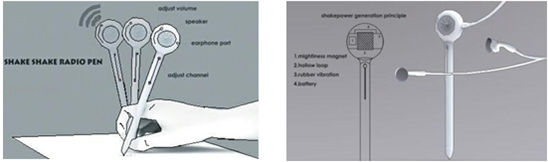 adjust volume
speaker
earphone port
SHAKE SHAKE RADIO PEN
adjust channel
shakepower generation principle
1.mightiness magnet
2.hollow loop
3.rubber vibration
4.battery